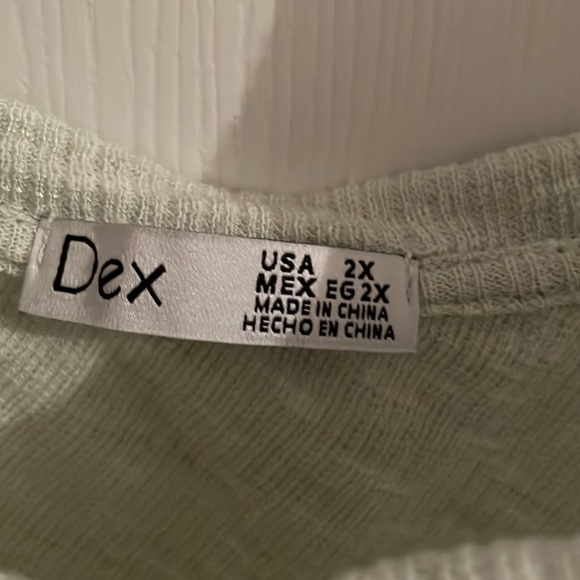 Dex
USA 2X
MEX EG 2X
MADE IN CHINA
HECHO EN CHINA